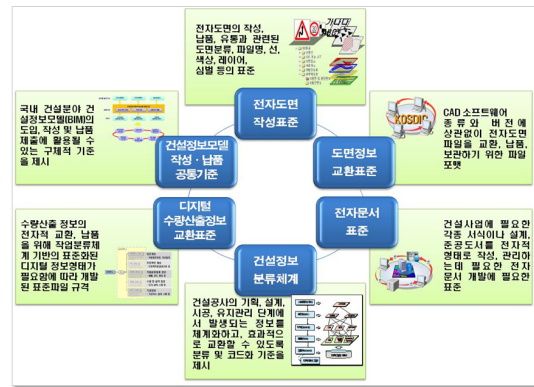 전자도면의 작성,
납품, 유통과 관련된
도면분류, 파일명, 선,
색상, 레이어,
심벌 등의 표준
가나다
국내 건설분야 건
설정보모델(BIM)의
도입, 작성 및 납품
제출에 활용될 수
있는 구체적 기준
을 제시
전자도면
작성표준
KOSDIC
CAD 소프트웨어
종류와 버전에
상관없이 전자도면
파일을 교환, 납품,
보관하기 위한 파일
포맷
건설정보모델
작성·납품
공통기준
도면정보
교환표준
수량산출 정보의
전자적 교환, 납품
을 위해 작업분류체
계 기반의 표준화된
디지털 정보생태가
필요함에 따라 개발
된 표준파일 규격
디지털
수량산출정보
교환표준
전자문서
표준
건설사업에 필요한
각종 서식이나 설계,
준공도서를 전자적
형태로 작성, 관리하
는데 필요한 전자
문서 개발에 필요한
표준
건설정보
분류체계
건설공사의 기획, 설계,
시공, 유지관리 단계에
서 발생되는 정보를
체계화하고, 효과적으
로 교환할 수 있도록
분류 및 코드와 기준을
제시